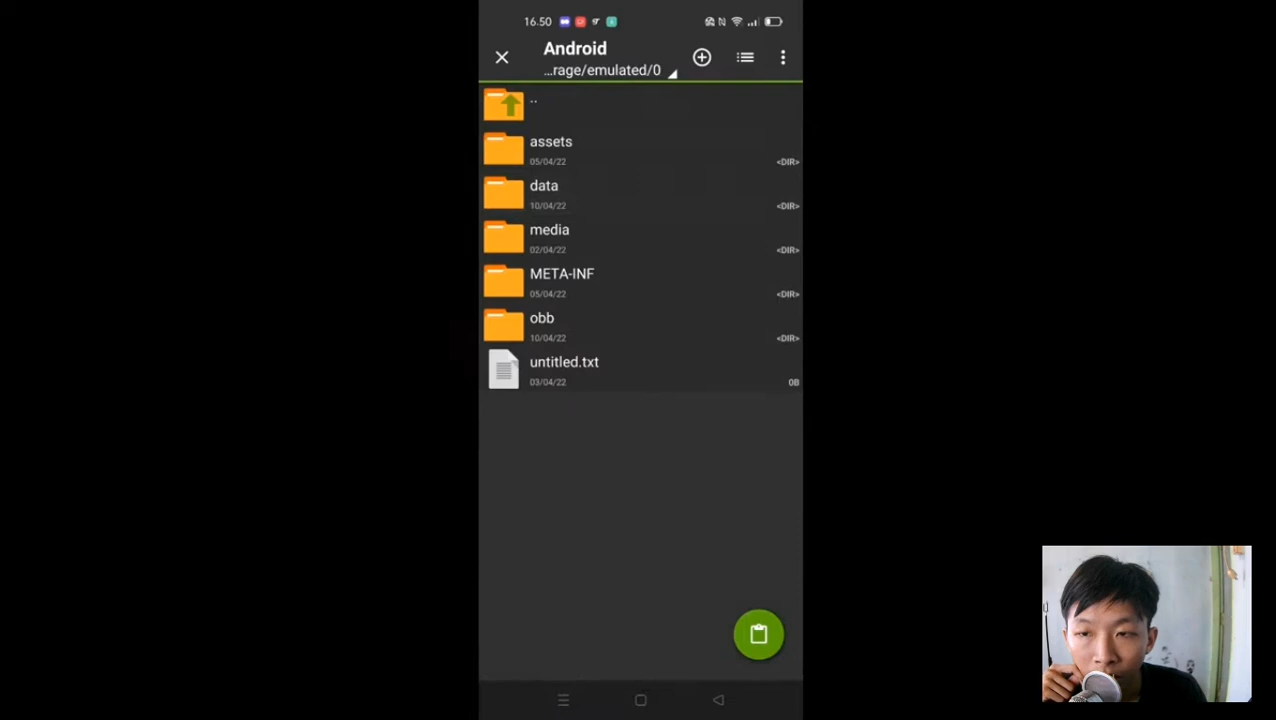 16.50
Android
...rage/emulated/0
..
assets
05/04/22
<DIR>
data
10/04/22
<DIR>
media
02/04/22
<DIR>
META-INF
05/04/22
<DIR>
obb
10/04/22
<DIR>
untitled.txt
03/04/22
0B